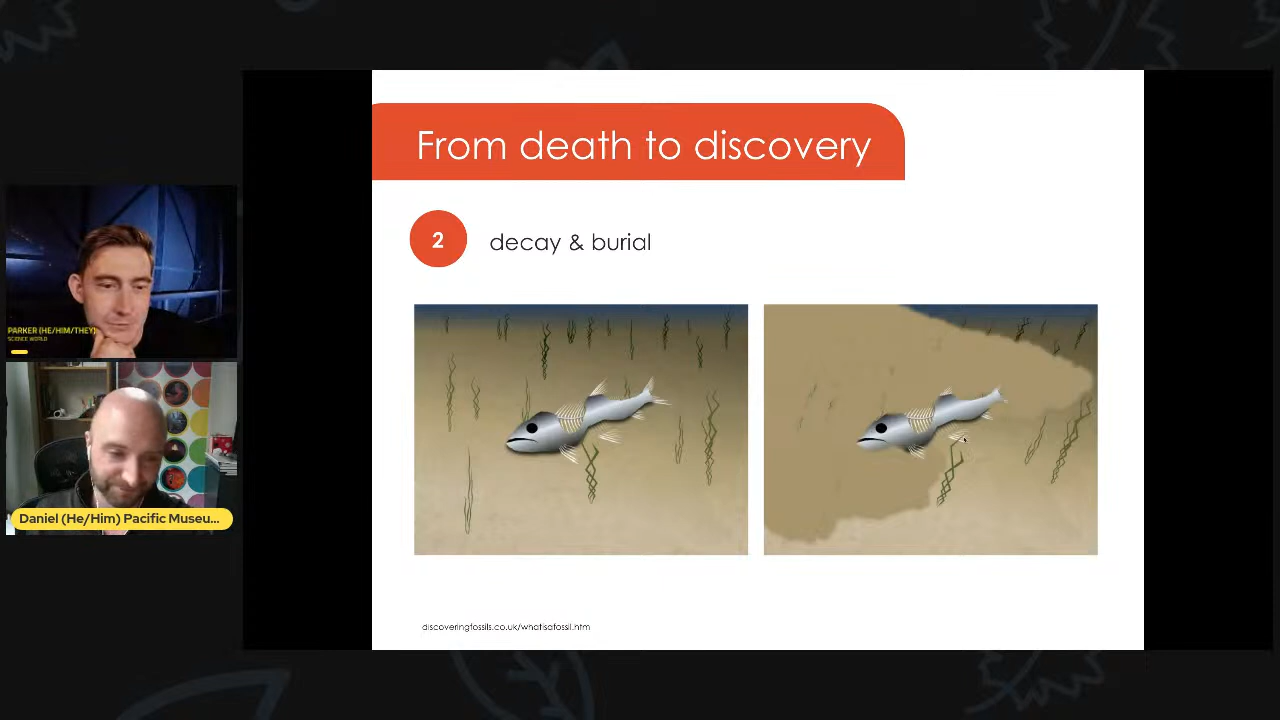 From death to discovery
2
decay & burial
PARKER (HE/HIM/THEY)
SCIENCE WORLD
Daniel (He/Him) Pacific Museu...
discoveringfossils.co.uk/whatisafossil.htm